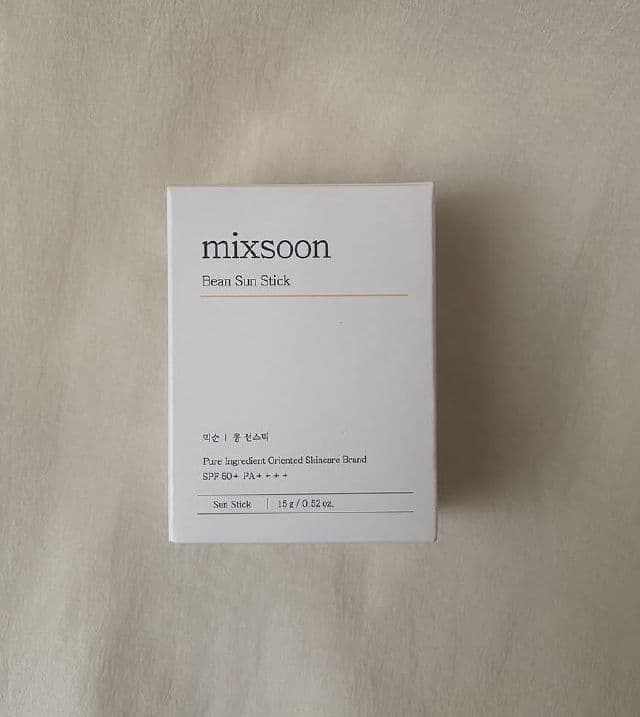 mixsoon
Bean Sun Stick
믹순 | 콩 선스틱
Pure Ingredient Oriented Skincare Brand
SPF 50+ PA++++
Sun Stick | 15 g / 0.52 oz.